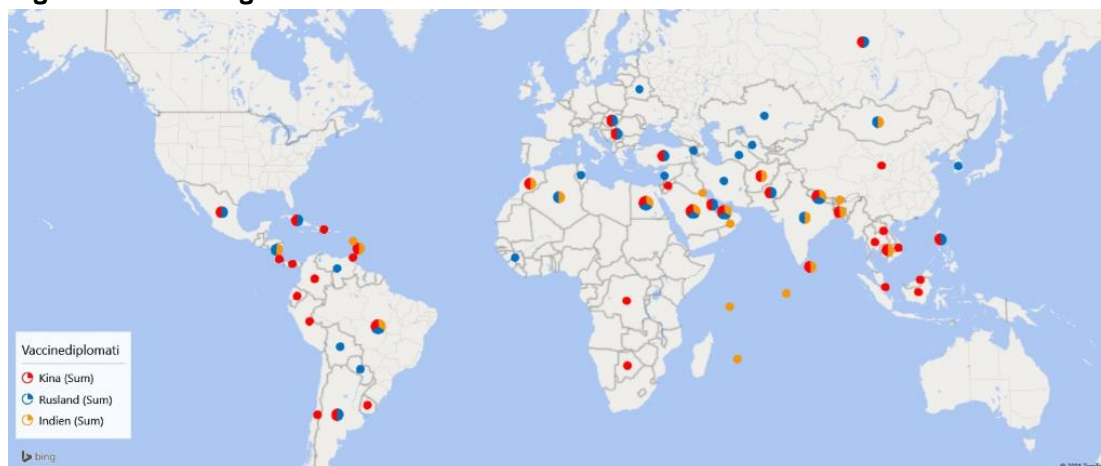 Vaccinediplomati
Kina (Sum)
Rusland (Sum)
Indien (Sum)
bing